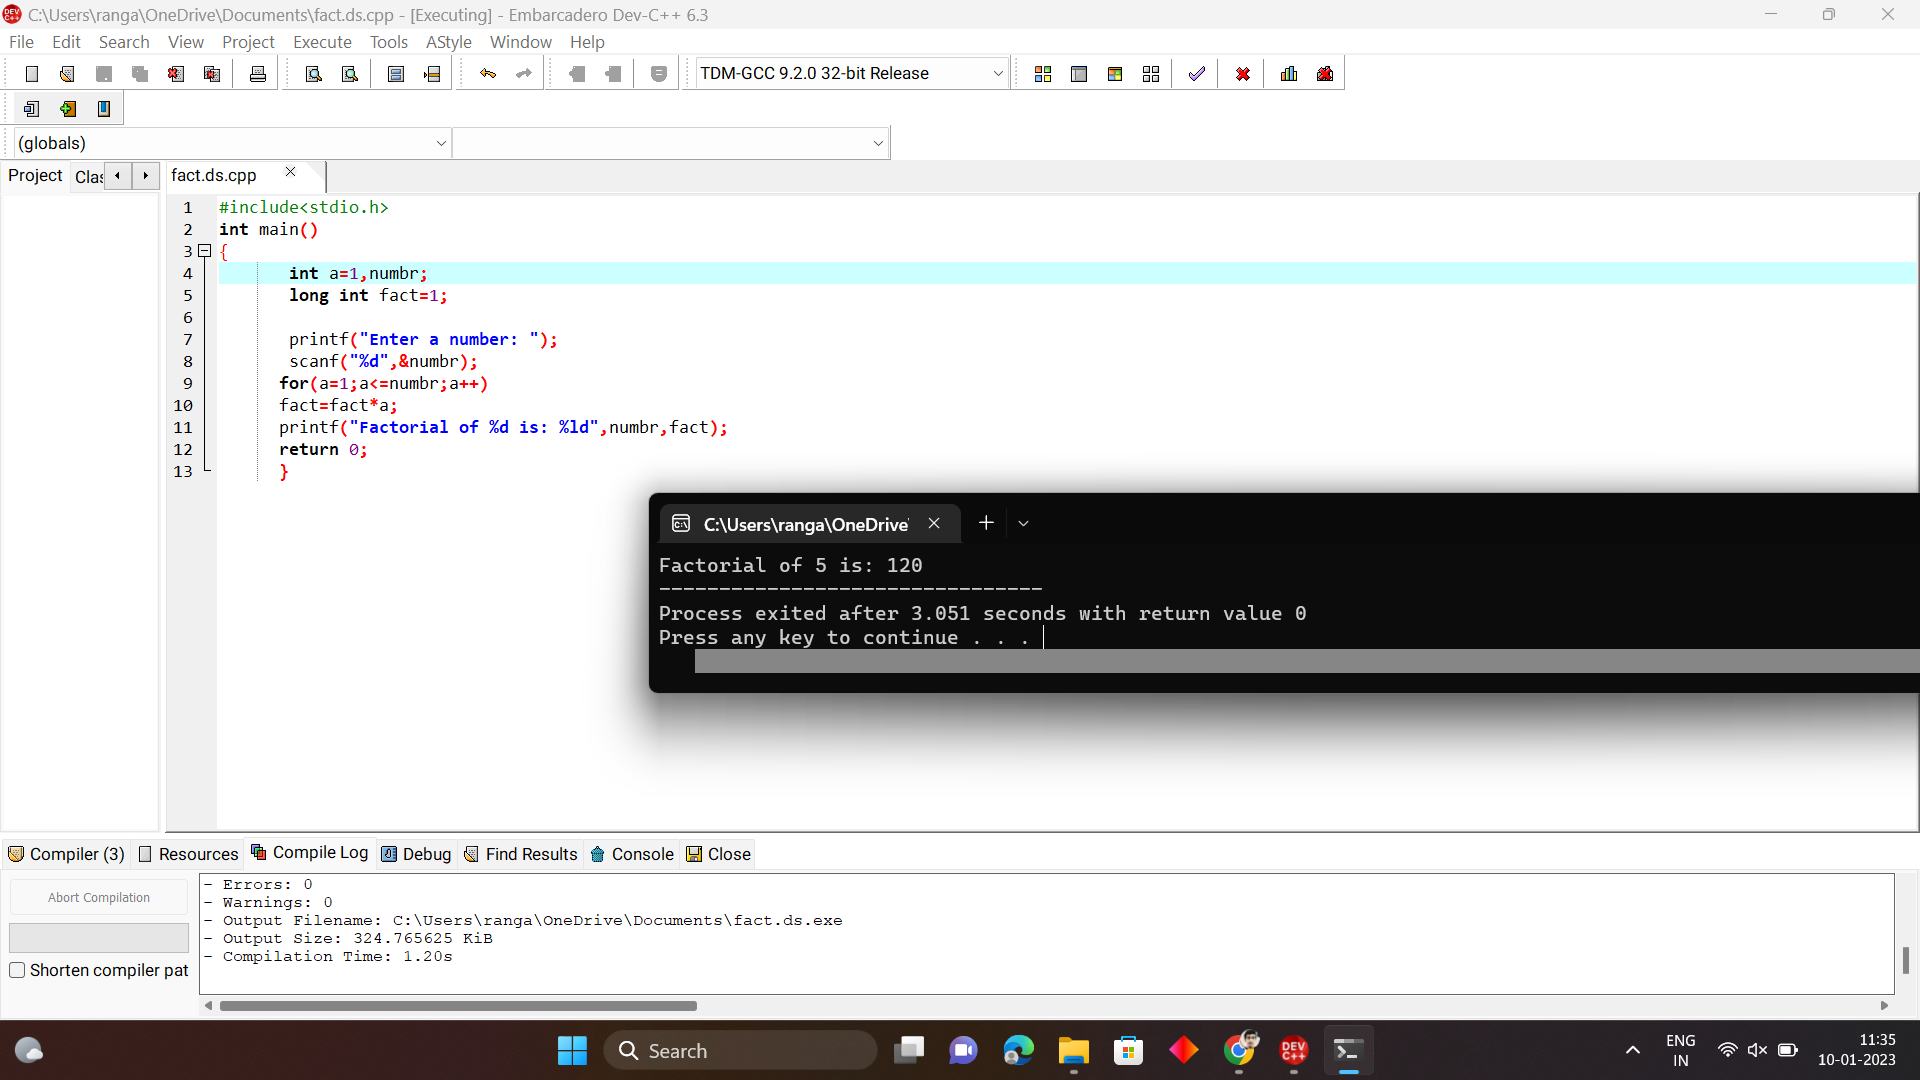 C:\Users\ranga\OneDrive\Documents\fact.ds.cpp - [Executing] - Embarcadero Dev-C++ 6.3
File Edit Search View Project Execute Tools AStyle Window Help
TDM-GCC 9.2.0 32-bit Release
(globals)
Project Clas fact.ds.cpp
1 #include<stdio.h>
2 int main()
3 {
4 int a=1,numbr;
5 long int fact=1;
6
7 printf("Enter a number: ");
8 scanf("%d",&numbr);
9 for(a=1;a<=numbr;a++)
10 fact=fact*a;
11 printf("Factorial of %d is: %ld",numbr,fact);
12 return 0;
13 }
C:\Users\ranga\OneDrive\
Factorial of 5 is: 120
--------------------------------
Process exited after 3.051 seconds with return value 0
Press any key to continue . . .
Compiler (3) Resources Compile Log Debug Find Results Console Close
Abort Compilation
Shorten compiler pat
- Errors: 0
- Warnings: 0
- Output Filename: C:\Users\ranga\OneDrive\Documents\fact.ds.exe
- Output Size: 324.765625 KiB
- Compilation Time: 1.20s
Search
DEV C++
ENG
IN
11:35
10-01-2023